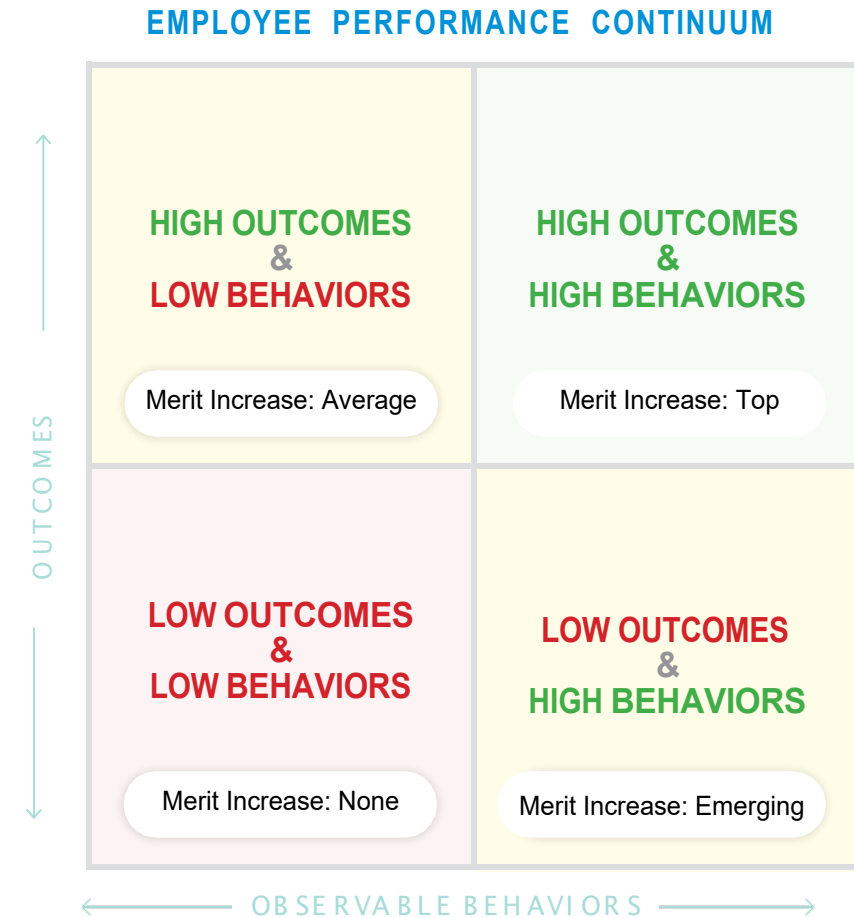 EMPLOYEE PERFORMANCE CONTINUUM
HIGH OUTCOMES
&
LOW BEHAVIORS
Merit Increase: Average
HIGH OUTCOMES
&
HIGH BEHAVIORS
Merit Increase: Top
OUTCOMES
LOW OUTCOMES
&
LOW BEHAVIORS
Merit Increase: None
LOW OUTCOMES
&
HIGH BEHAVIORS
Merit Increase: Emerging
OBSERVABLE BEHAVIORS